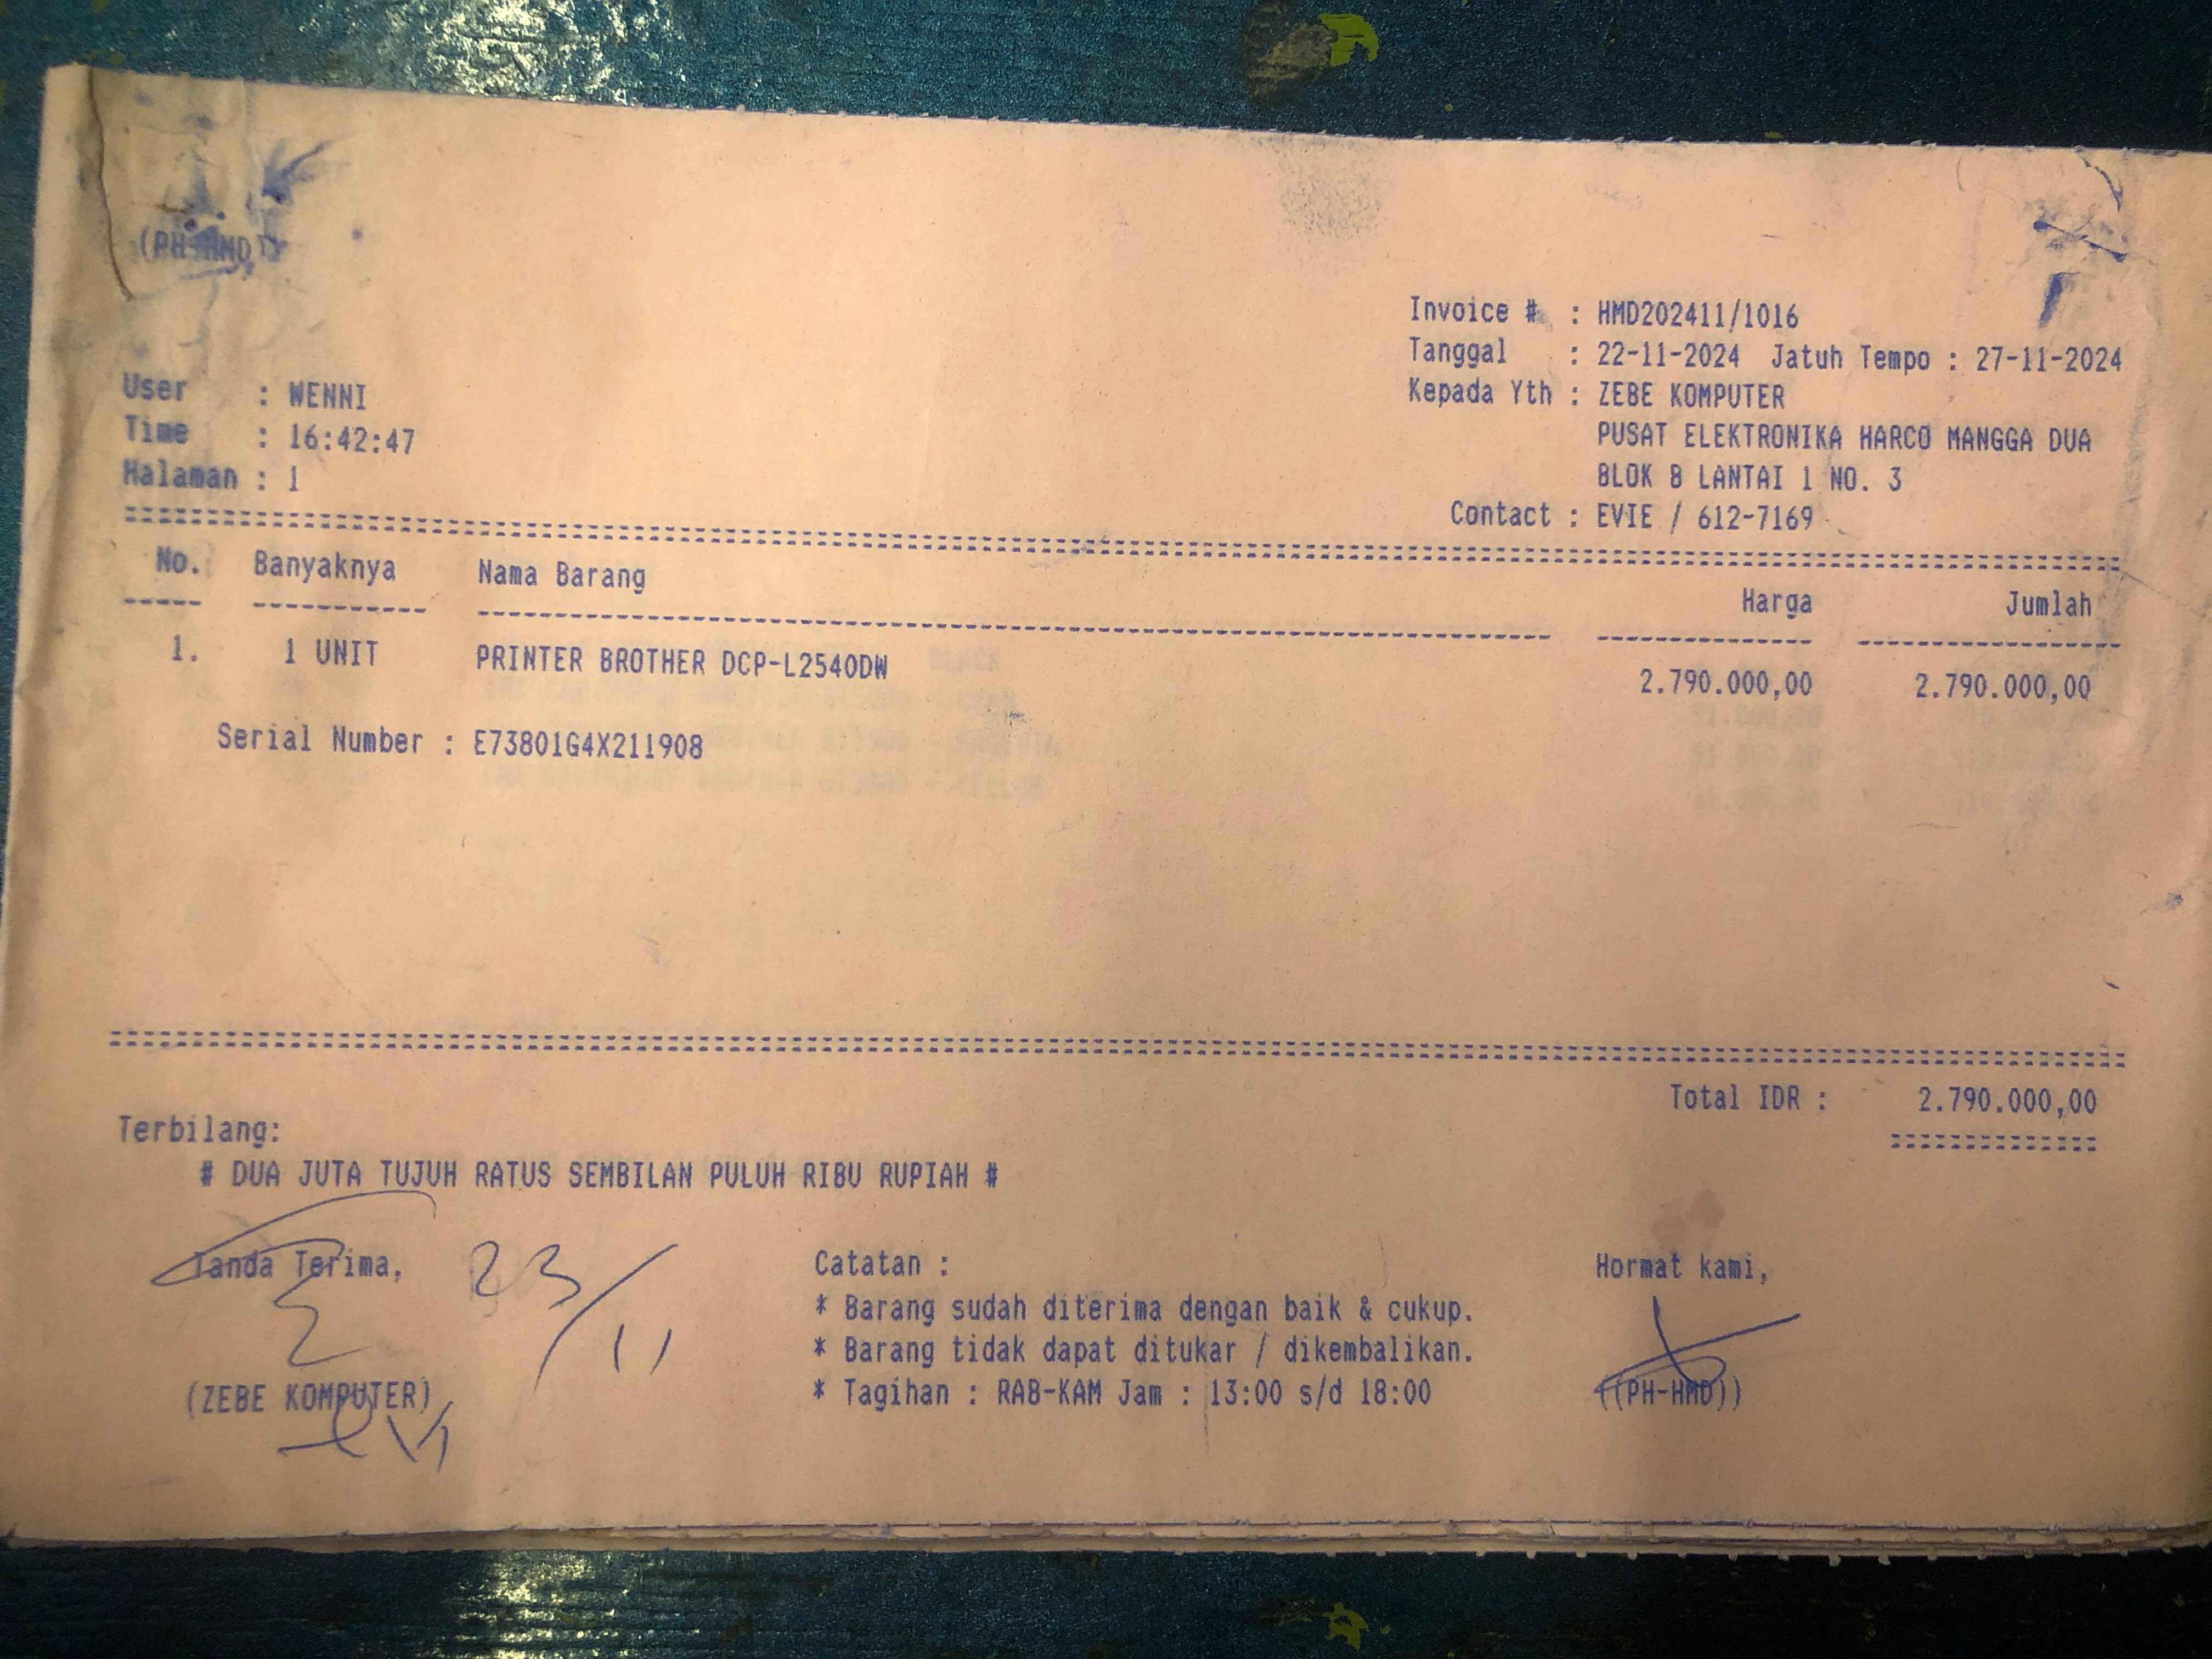 (PH-HMD)
Invoice # : HMD202411/1016
Tanggal : 22-11-2024 Jatuh Tempo : 27-11-2024
Kepada Yth : ZEBE KOMPUTER
PUSAT ELEKTRONIKA HARCO MANGGA DUA
BLOK B LANTAI 1 NO. 3
Contact : EVIE / 612-7169
User : WENNI
Time : 16:42:47
Halaman : 1
No. Banyaknya Nama Barang Harga Jumlah
1. 1 UNIT PRINTER BROTHER DCP-L2540DW 2.790.000,00 2.790.000,00
Serial Number : E73801G4X211908
Total IDR : 2.790.000,00
Terbilang:
# DUA JUTA TUJUH RATUS SEMBILAN PULUH RIBU RUPIAH #
Tanda Terima, 23/11
(ZEBE KOMPUTER)
Catatan :
* Barang sudah diterima dengan baik & cukup.
* Barang tidak dapat ditukar / dikembalikan.
* Tagihan : RAB-KAM Jam : 13:00 s/d 18:00
Hormat kami,
((PH-HMD))